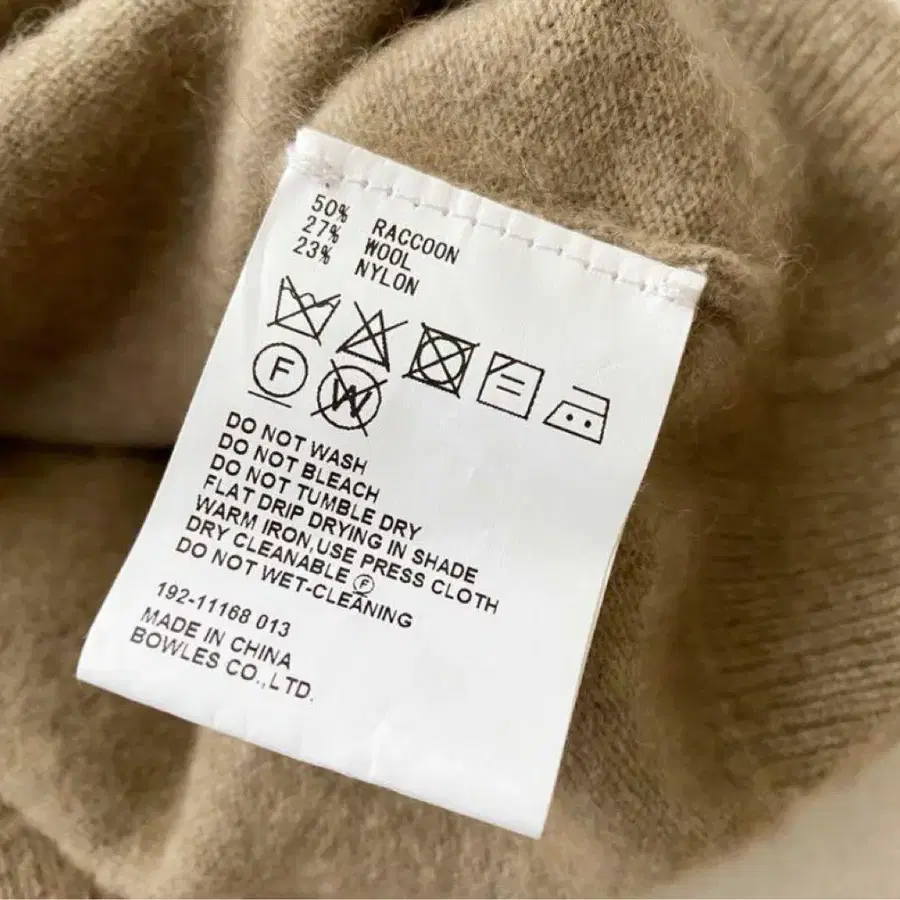 50% RACCOON
27% WOOL
23% NYLON
F W
DO NOT WASH
DO NOT BLEACH
DO NOT TUMBLE DRY
FLAT DRIP DRYING IN SHADE
WARM IRON,USE PRESS CLOTH
DRY CLEANABLE Ⓕ
DO NOT WET-CLEANING
192-11168 013
MADE IN CHINA
BOWLES CO.,LTD.